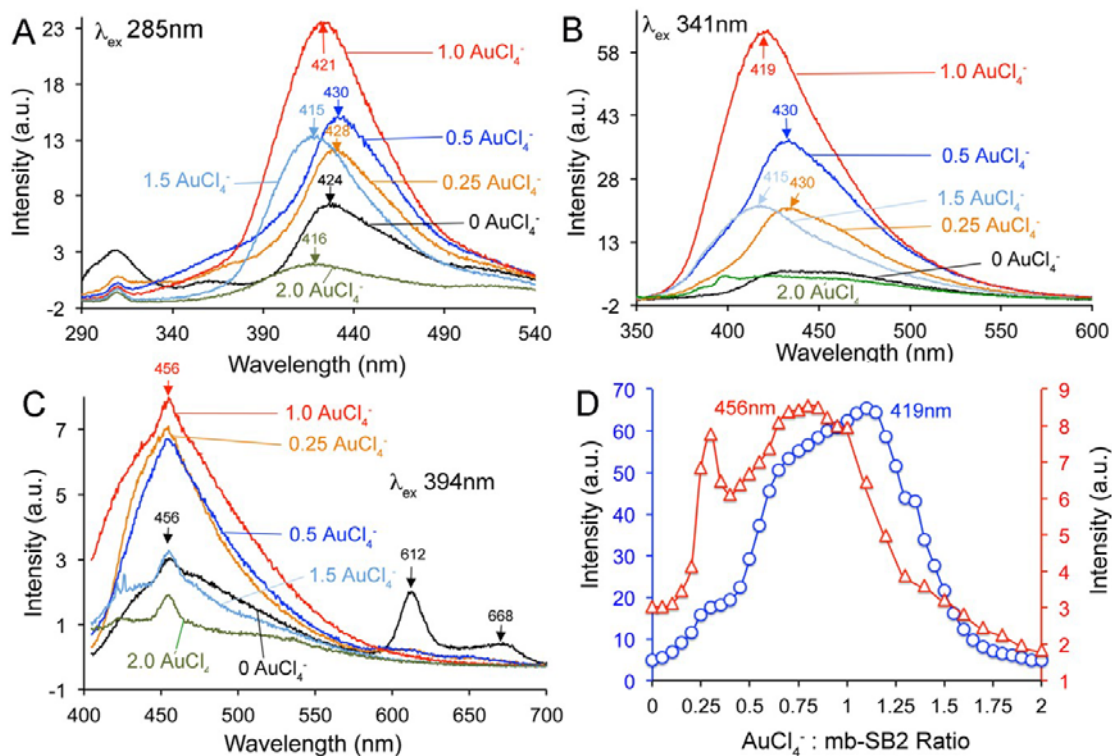 A
λex 285nm
23
18
13
8
3
-2
Intensity (a.u.)
421
1.0 AuCl4⁻
415
430
428
0.5 AuCl4⁻
1.5 AuCl4⁻
0.25 AuCl4⁻
424
0 AuCl4⁻
416
2.0 AuCl4⁻
290 340 390 440 490 540
Wavelength (nm)
B
λex 341nm
58
43
28
13
-2
Intensity (a.u.)
419
1.0 AuCl4⁻
430
0.5 AuCl4⁻
415
430
1.5 AuCl4⁻
0.25 AuCl4⁻
0 AuCl4⁻
2.0 AuCl4
350 400 450 500 550 600
Wavelength (nm)
C
λex 394nm
7
5
3
1
-1
Intensity (a.u.)
456
1.0 AuCl4⁻
0.25 AuCl4⁻
456
0.5 AuCl4⁻
612
1.5 AuCl4⁻
668
2.0 AuCl4
0 AuCl4⁻
400 450 500 550 600 650 700
Wavelength (nm)
D
70
60
50
40
30
20
10
0
Intensity (a.u.)
456nm
419nm
9
8
7
6
5
4
3
2
1
Intensity (a.u.)
0 0.25 0.5 0.75 1 1.25 1.5 1.75 2
AuCl4⁻ : mb-SB2 Ratio